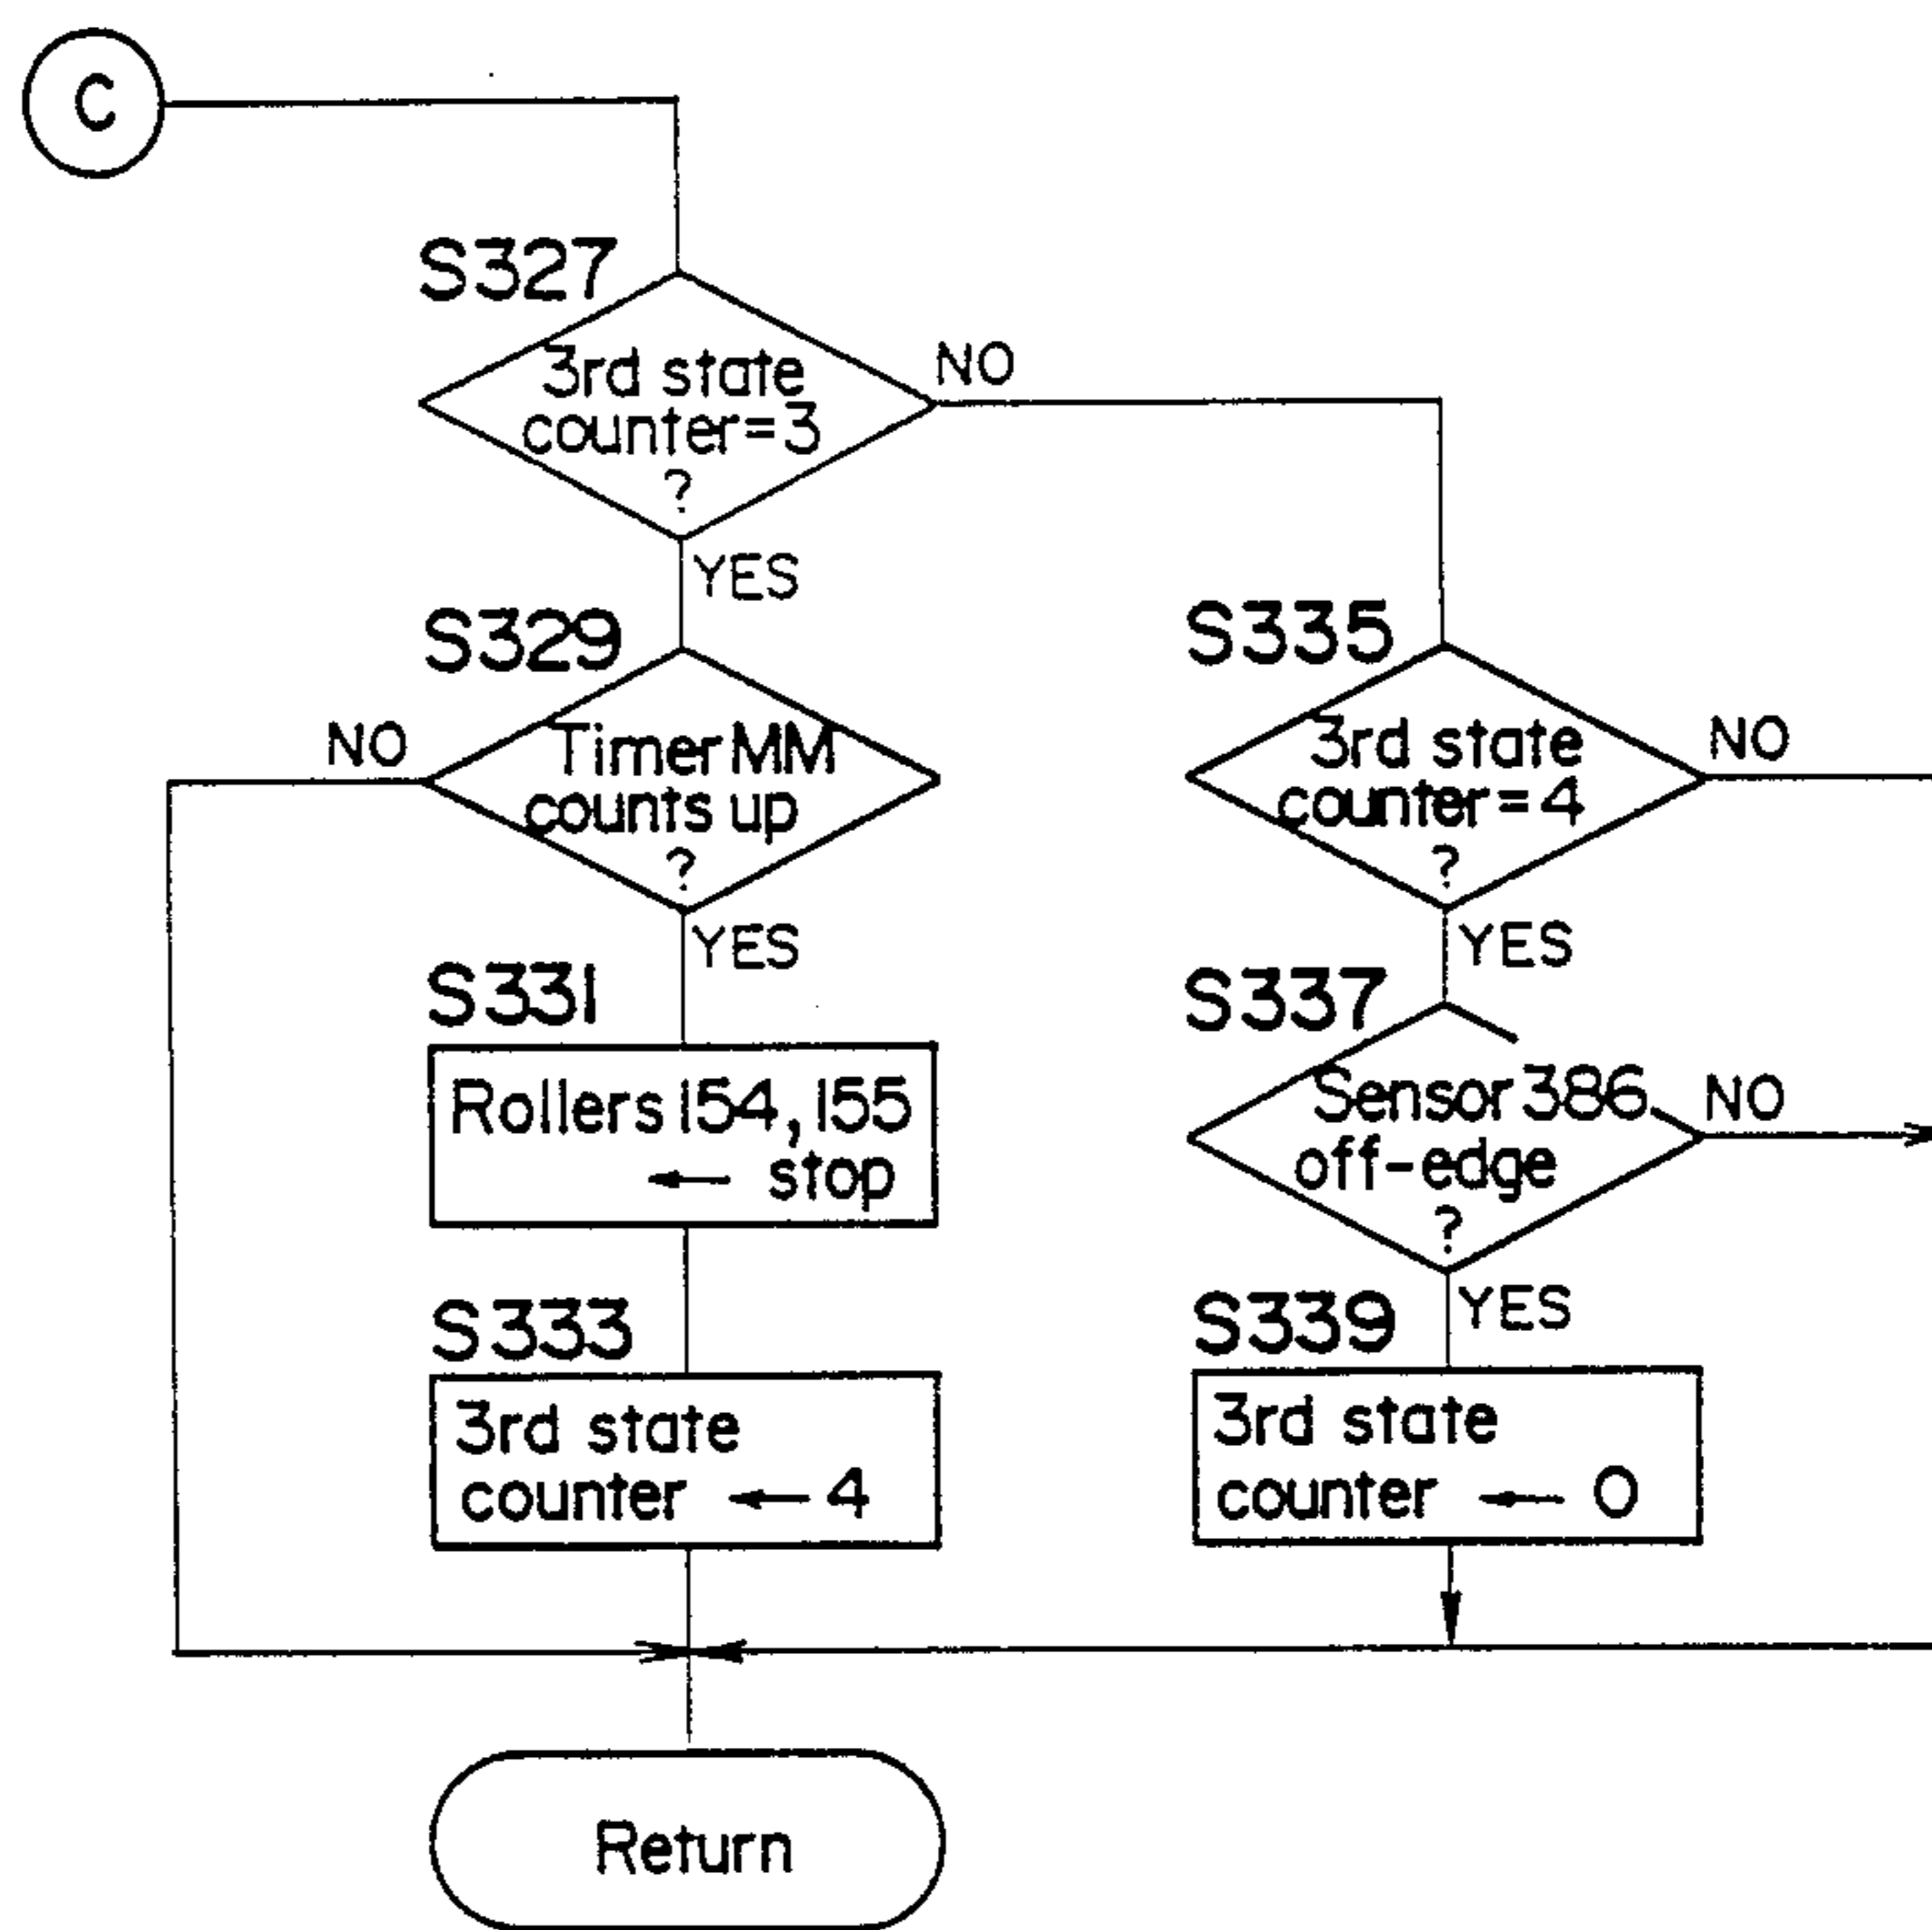 C
S327
3rd state
counter=3
?
NO
YES
S329
NO
Timer MM
counts up
?
YES
S331
Rollers 154, 155
← stop
S333
3rd state
counter ← 4
S335
3rd state
counter=4
?
NO
YES
S337
Sensor 386
off-edge
?
NO
YES
S339
3rd state
counter ← 0
Return